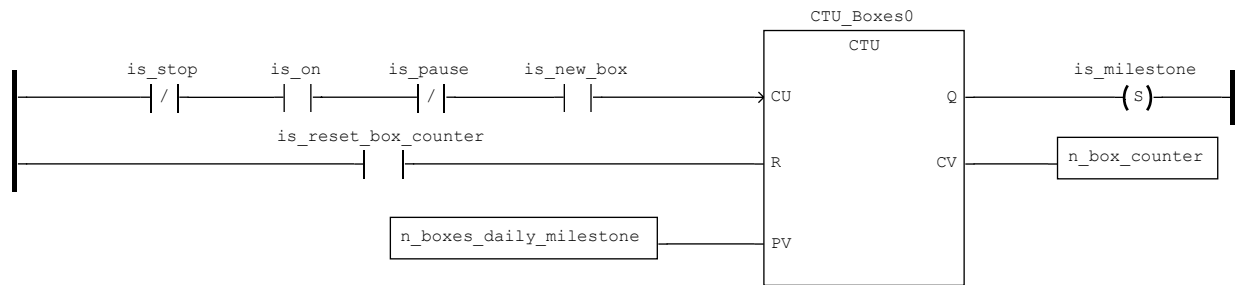 CTU_Boxes0
CTU
is_stop is_on is_pause is_new_box is_milestone
/ / CU Q S
is_reset_box_counter
R CV n_box_counter
n_boxes_daily_milestone PV